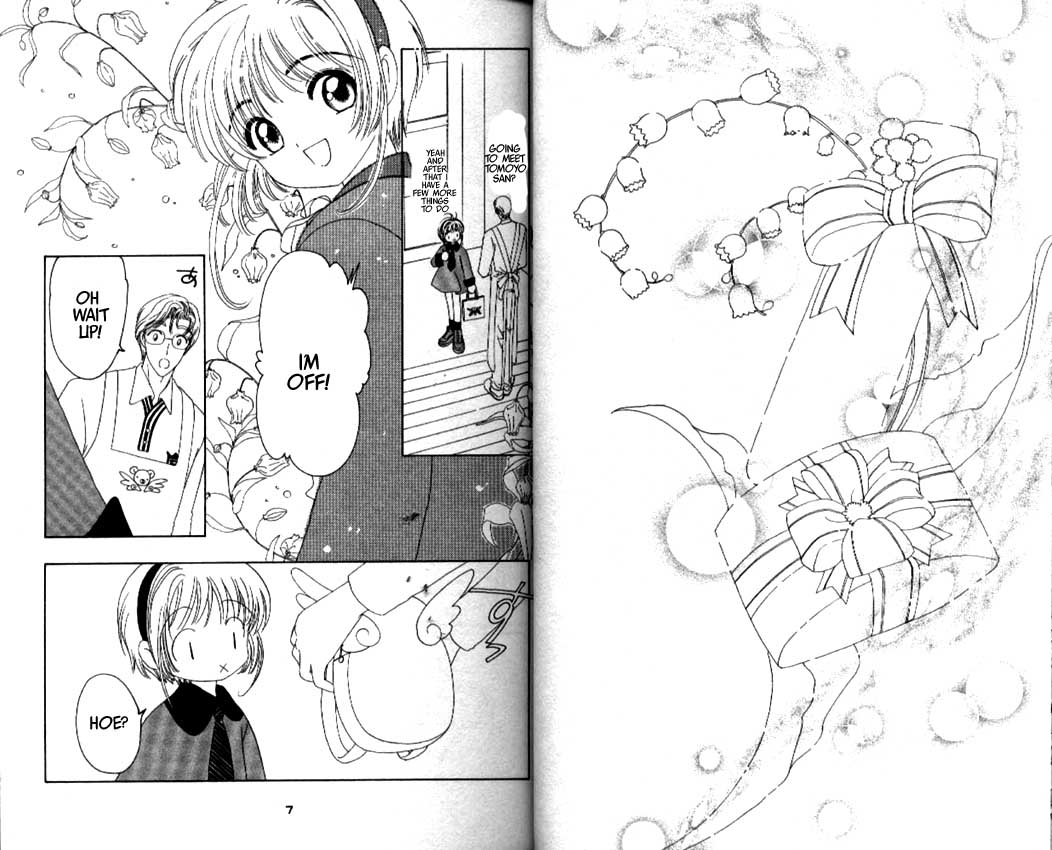 GOING
TO MEET
TOMOYO
SAN?
YEAH
AND
AFTER
THAT I
HAVE A
FEW MORE
THINGS
TO DO
I'M
OFF!
あ
OH
WAIT
UP!
HOE?
7